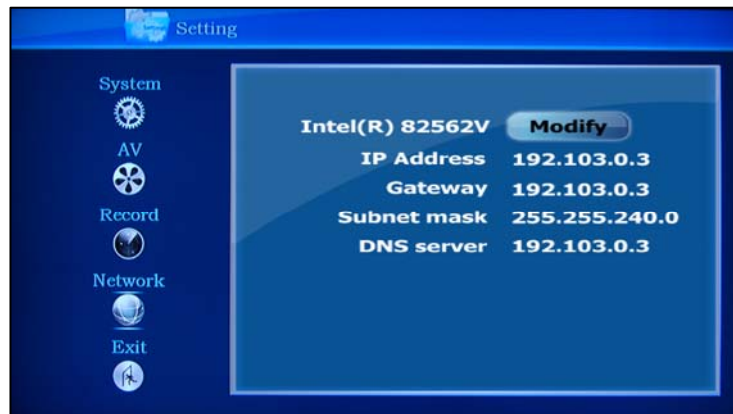 Setting
System
AV
Record
Network
Exit
Intel(R) 82562V Modify
IP Address 192.103.0.3
Gateway 192.103.0.3
Subnet mask 255.255.240.0
DNS server 192.103.0.3